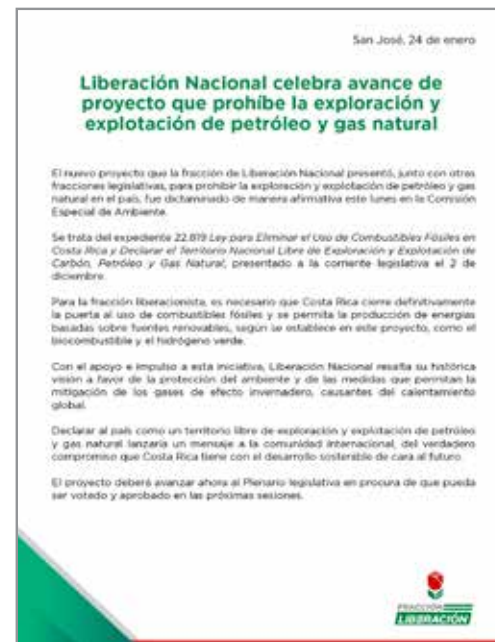 San José, 24 de enero
Liberación Nacional celebra avance de
proyecto que prohíbe la exploración y
explotación de petróleo y gas natural
El nuevo proyecto que la fracción de Liberación Nacional presentó, junto con otras
fracciones legislativas, para prohibir la exploración y explotación de petróleo y gas
natural en el país, fue dictaminado de manera afirmativa este lunes en la Comisión
Especial de Ambiente.
Se trata del expediente 22.819 Ley para Eliminar el Uso de Combustibles Fósiles en
Costa Rica y Declarar el Territorio Nacional Libre de Exploración y Explotación de
Carbón, Petróleo y Gas Natural, presentado a la corriente legislativa el 2 de
diciembre.
Para la fracción liberacionista, es necesario que Costa Rica cierre definitivamente
la puerta al uso de combustibles fósiles y se permita la producción de energías
basadas sobre fuentes renovables, según se establece en este proyecto, como el
biocombustible y el hidrógeno verde.
Con el apoyo e impulso a esta iniciativa, Liberación Nacional resalta su histórica
visión a favor de la protección del ambiente y de las medidas que permitan la
mitigación de los gases de efecto invernadero, causantes del calentamiento
global.
Declarar al país como un territorio libre de exploración y explotación de petróleo
y gas natural lanzaría un mensaje a la comunidad internacional, del verdadero
compromiso que Costa Rica tiene con el desarrollo sostenible de cara al futuro.
El proyecto deberá avanzar ahora al Plenario legislativo en procura de que pueda
ser votado y aprobado en las próximas sesiones.
FRACCIÓN
LIBERACIÓN